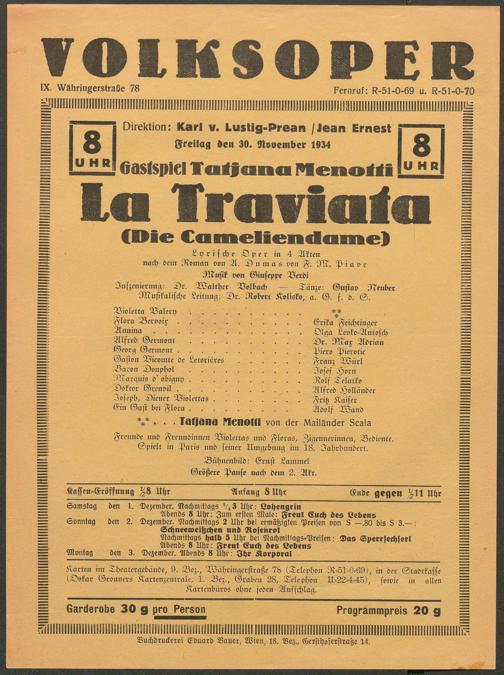 VOLKSOPER
IX. Währingerstraße 78 Fernruf: R-51-0-69 u. R-51-0-70
8 UHR
Direktion: Karl v. Lustig-Prean / Jean Ernest
Freitag den 30. November 1934
8 UHR
Gastspiel Tatjana Menotti
La Traviata
(Die Cameliendame)
Lyrische Oper in 4 Akten
nach dem Roman von A. Dumas von F. M. Piave
Musik von Giuseppe Verdi
Inszenierung: Dr. Walther Volbach — Tänze: Gustav Neuber
Musikalische Leitung: Dr. Robert Kolisko, a. G. k. d. S.
Violetta Valery . . . ⁂
Flora Bervoix . . . Erika Feichtinger
Annina . . . Olga Levko-Antosch
Alfred Germont . . . Dr. Max Adrian
Georg Germont . . . Piero Pierotic
Gaston Vicomte de Letorières . . . Franz Würl
Baron Douphol . . . Josef Horn
Marquis d'obigny . . . Rolf Telasko
Doktor Grenvil . . . Alfred Holländer
Joseph, Diener Violettas . . . Fritz Kaiser
Ein Gast bei Flora . . . Adolf Wand
⁂ . . . Tatjana Menotti von der Mailänder Scala
Freunde und Freundinnen Violettas und Floras, Zigeunerinnen, Bediente.
Spielt in Paris und seiner Umgebung im 18. Jahrhundert.
Bühnenbild: Ernst Lammel
Größere Pause nach dem 2. Akt.
Kassen-Eröffnung ½8 Uhr Anfang 8 Uhr Ende gegen ½11 Uhr
Samstag den 1. Dezember, Nachmittags ½3 Uhr: Lohengrin
Abends 8 Uhr: Zum ersten Male: Freut Euch des Lebens
Sonntag den 2. Dezember, Nachmittags 2 Uhr bei ermäßigten Preisen von S —.80 bis S 3.—:
Schneeweißchen und Rosenrot
Nachmittags halb 5 Uhr bei Nachmittags-Preisen: Das Sperrsechserl
Abends 8 Uhr: Freut Euch des Lebens
Montag den 3. Dezember, Abends 8 Uhr: Ihr Korporal
Karten im Theatergebäude, 9. Bez., Währingerstraße 78 (Telephon R-51-0-69), in der Stadtkasse
(Oskar Gronners Kartenzentrale, 1. Bez., Graben 28, Telephon U-22-4-45), sowie in allen
Kartenbüros ohne jeden Aufschlag.
Garderobe 30 g pro Person Programmpreis 20 g
Buchdruckerei Eduard Bauer, Wien, 18. Bez., Gersthoferstraße 14.